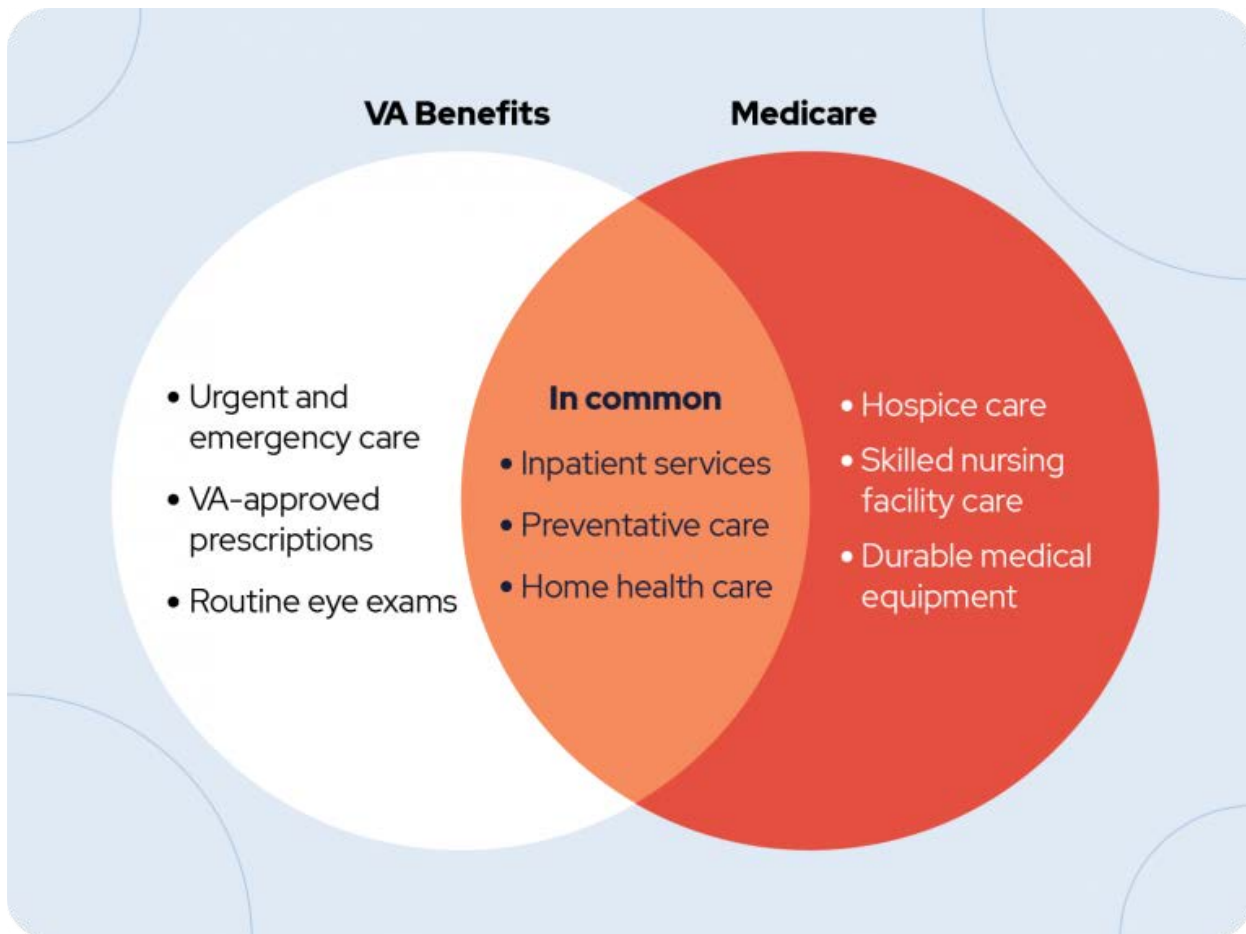 VA Benefits
Medicare
• Urgent and
emergency care
• VA-approved
prescriptions
• Routine eye exams
In common
• Inpatient services
• Preventative care
• Home health care
• Hospice care
• Skilled nursing
facility care
• Durable medical
equipment